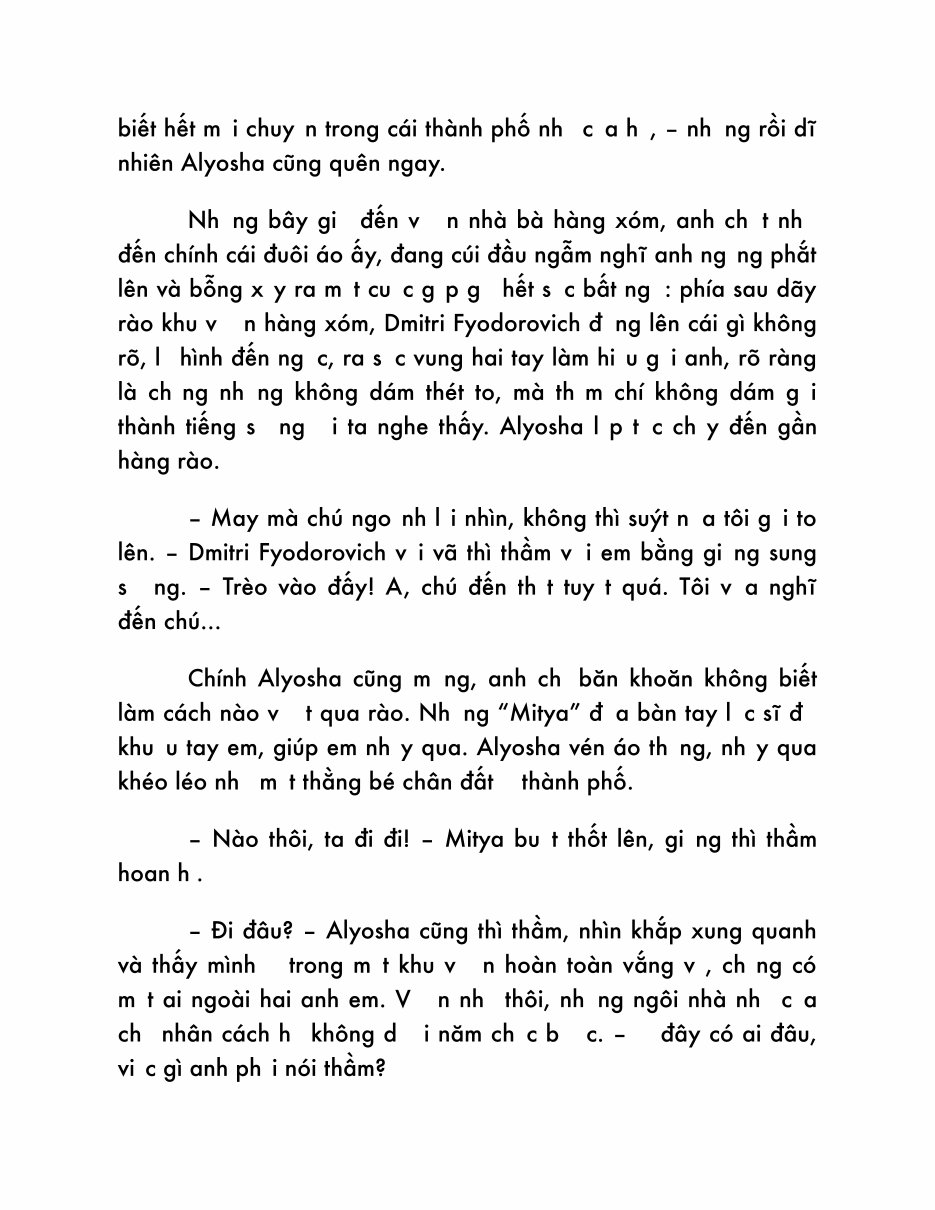 biết hết m i chuy n trong cái thành phố nh c a h , – nh ng rồi dĩ
nhiên Alyosha cũng quên ngay.
Nh ng bây gi đến v n nhà bà hàng xóm, anh ch t nh
đến chính cái đuôi áo ấy, đang cúi đầu ngẫm nghĩ anh ng ng phắt
lên và bỗng x y ra m t cu c g p g hết s c bất ng : phía sau dãy
rào khu v n hàng xóm, Dmitri Fyodorovich đ ng lên cái gì không
rõ, l hình đến ng c, ra s c vung hai tay làm hi u g i anh, rõ ràng
là ch ng nh ng không dám thét to, mà th m chí không dám g i
thành tiếng s ng i ta nghe thấy. Alyosha l p t c ch y đến gần
hàng rào.
– May mà chú ngo nh l i nhìn, không thì suýt n a tôi g i to
lên. – Dmitri Fyodorovich v i vã thì thầm v i em bằng gi ng sung
s ng. – Trèo vào đấy! A, chú đến th t tuy t quá. Tôi v a nghĩ
đến chú...
Chính Alyosha cũng m ng, anh ch băn khoăn không biết
làm cách nào v t qua rào. Nh ng “Mitya” đ a bàn tay l c sĩ đ
khu u tay em, giúp em nh y qua. Alyosha vén áo th ng, nh y qua
khéo léo nh m t thằng bé chân đất thành phố.
– Nào thôi, ta đi đi! – Mitya bu t thốt lên, gi ng thì thầm
hoan h .
– Đi đâu? – Alyosha cũng thì thầm, nhìn khắp xung quanh
và thấy mình trong m t khu v n hoàn toàn vắng v , ch ng có
m t ai ngoài hai anh em. V n nh thôi, nh ng ngôi nhà nh c a
ch nhân cách h không d i năm ch c b c. – đây có ai đâu,
vi c gì anh ph i nói thầm?